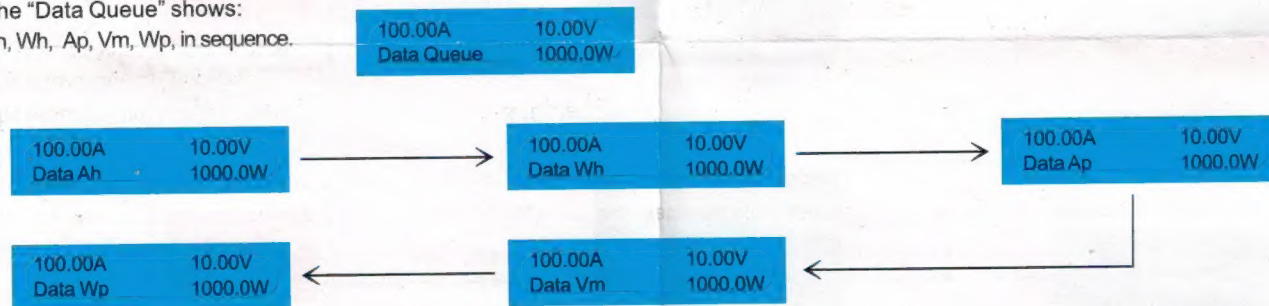 he “Data Queue” shows:
h, Wh, Ap, Vm, Wp, in sequence.
100.00A 10.00V
Data Queue 1000.0W
100.00A 10.00V
Data Ah 1000.0W
100.00A 10.00V
Data Wh 1000.0W
100.00A 10.00V
Data Ap 1000.0W
100.00A 10.00V
Data Vm 1000.0W
100.00A 10.00V
Data Wp 1000.0W